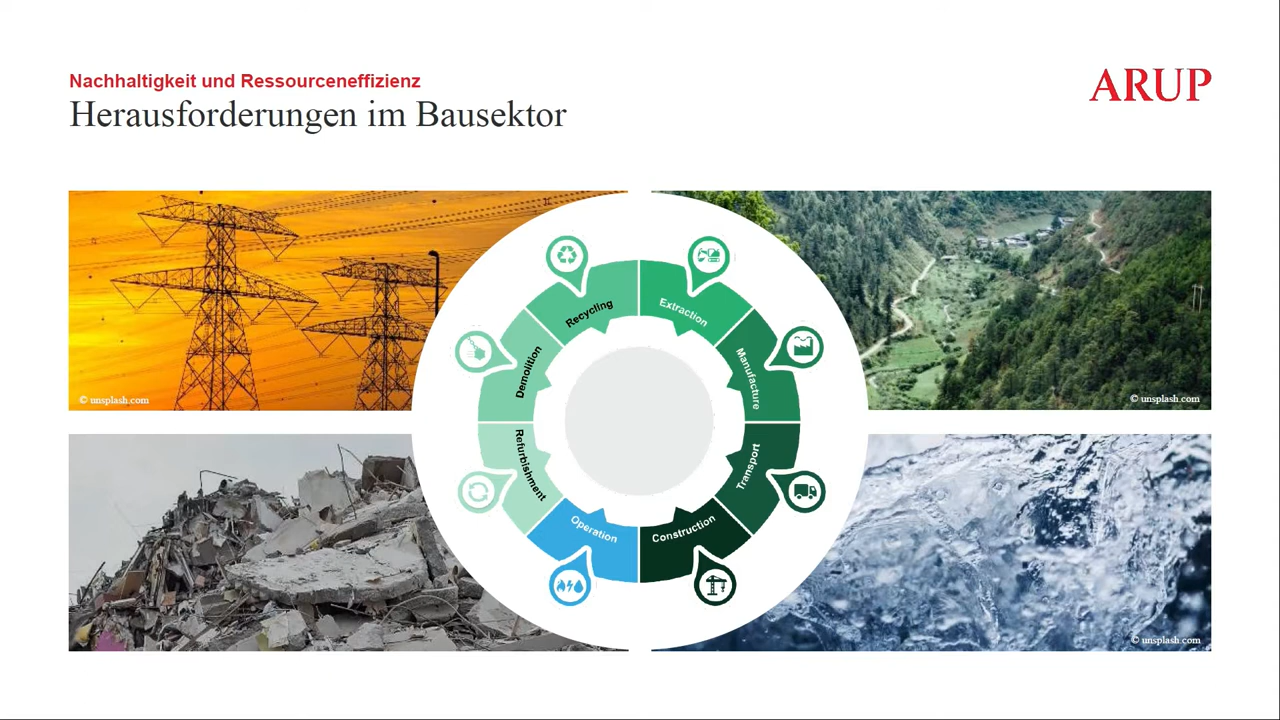 Nachhaltigkeit und Ressourceneffizienz
Herausforderungen im Bausektor
ARUP
© unsplash.com
© unsplash.com
Recycling
Extraction
Demolition
Manufacture
Refurbishment
Transport
Operation
Construction
© unsplash.com